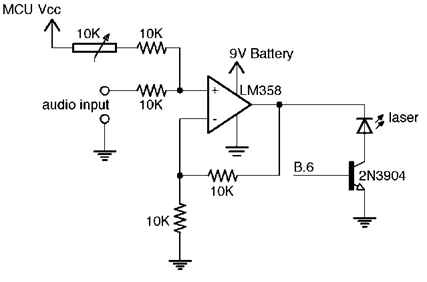 MCU Vcc
10K
10K
9V Battery
+
LM358
audio input
10K
-
laser
B.6
2N3904
10K
10K